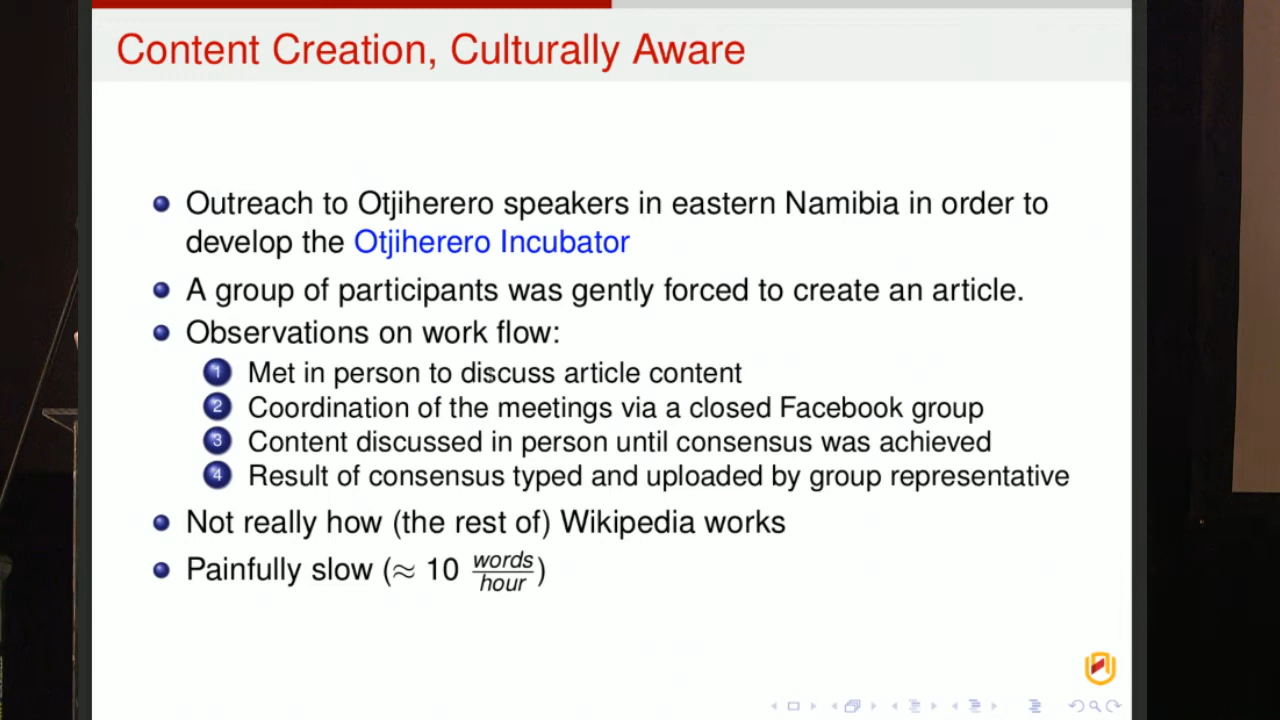 Content Creation, Culturally Aware
Outreach to Otjiherero speakers in eastern Namibia in order to
develop the Otjiherero Incubator
A group of participants was gently forced to create an article.
Observations on work flow:
1 Met in person to discuss article content
2 Coordination of the meetings via a closed Facebook group
3 Content discussed in person until consensus was achieved
4 Result of consensus typed and uploaded by group representative
Not really how (the rest of) Wikipedia works
Painfully slow (≈ 10 words/hour)